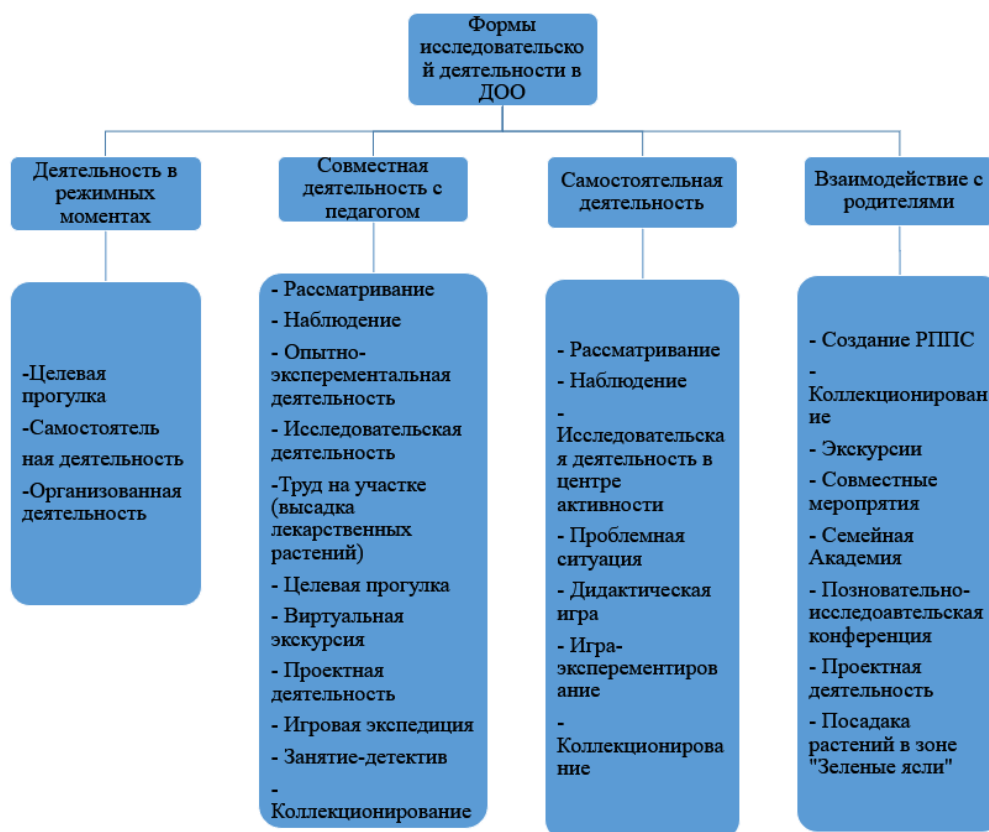 Формы
исследовательско
й деятельности в
ДОО
Деятельность в
режимных
моментах
Совместная
деятельность с
педагогом
Самостоятельная
деятельность
Взаимодействие с
родителями
-Целевая
прогулка
-Самостоятель
ная деятельность
-Организованная
деятельность
- Рассматривание
- Наблюдение
- Опытно-
эксперементальная
деятельность
- Исследовательская
деятельность
-Труд на участке
(высадка
лекарственных
растений)
- Целевая прогулка
- Виртуальная
экскурсия
- Проектная
деятельность
- Игровая экспедиция
- Занятие-детектив
-
Коллекционирование
- Рассматривание
- Наблюдение
-
Исследовательска
я деятельность в
центре
активности
- Проблемная
ситуация
- Дидактическая
игра
- Игра-
эксперементиров
ание
-
Коллекционирова
ние
- Создание РППС
-
Коллекционирован
ие
- Экскурсии
- Совместные
меропрятия
- Семейная
Академия
- Позновательно-
исследоавтельская
конференция
- Проектная
деятельность
- Посадака
растений в зоне
"Зеленые ясли"